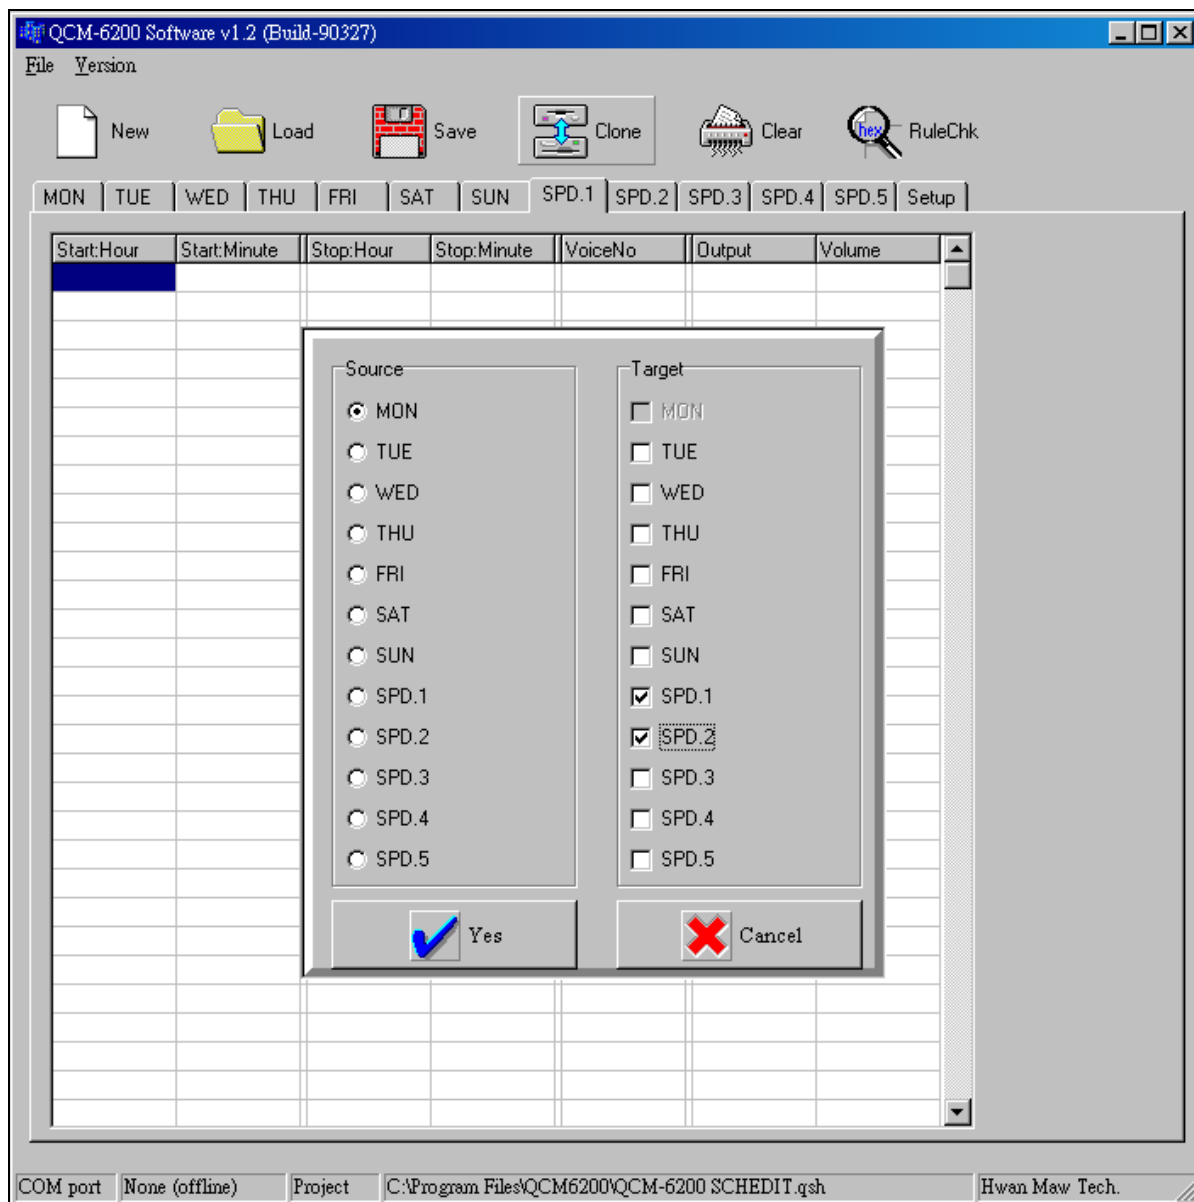 QCM-6200 Software v1.2 (Build-90327)
File Version
New Load Save Clone Clear hex RuleChk
MON TUE WED THU FRI SAT SUN SPD.1 SPD.2 SPD.3 SPD.4 SPD.5 Setup
Start:Hour Start:Minute Stop:Hour Stop:Minute VoiceNo Output Volume
Source Target
MON MON
TUE TUE
WED WED
THU THU
FRI FRI
SAT SAT
SUN SUN
SPD.1 SPD.1
SPD.2 SPD.2
SPD.3 SPD.3
SPD.4 SPD.4
SPD.5 SPD.5
Yes Cancel
COM port None (offline) Project C:\Program Files\QCM6200\QCM-6200 SCHEDIT.qsh Hwan Maw Tech.